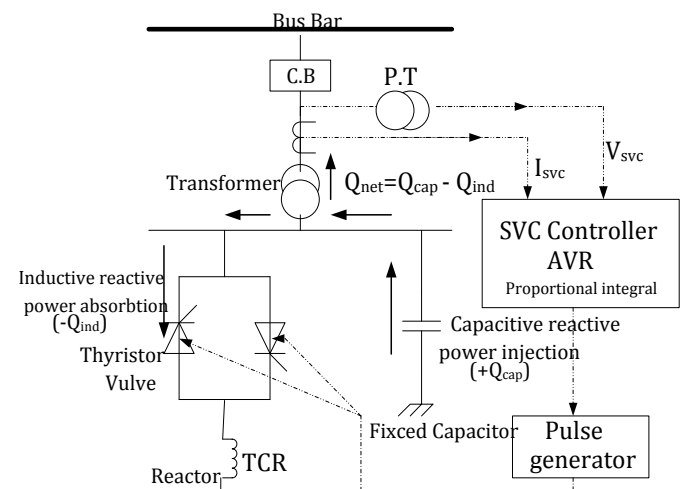 Bus Bar
C.B
P.T
Transformer
Qnet=Qcap - Qind
Isvc
Vsvc
SVC Controller
AVR
Proportional integral
Inductive reactive
power absorbtion
(-Qind)
Thyristor
Vulve
Capacitive reactive
power injection
(+Qcap)
Fixced Capacitor
Pulse
generator
TCR
Reactor